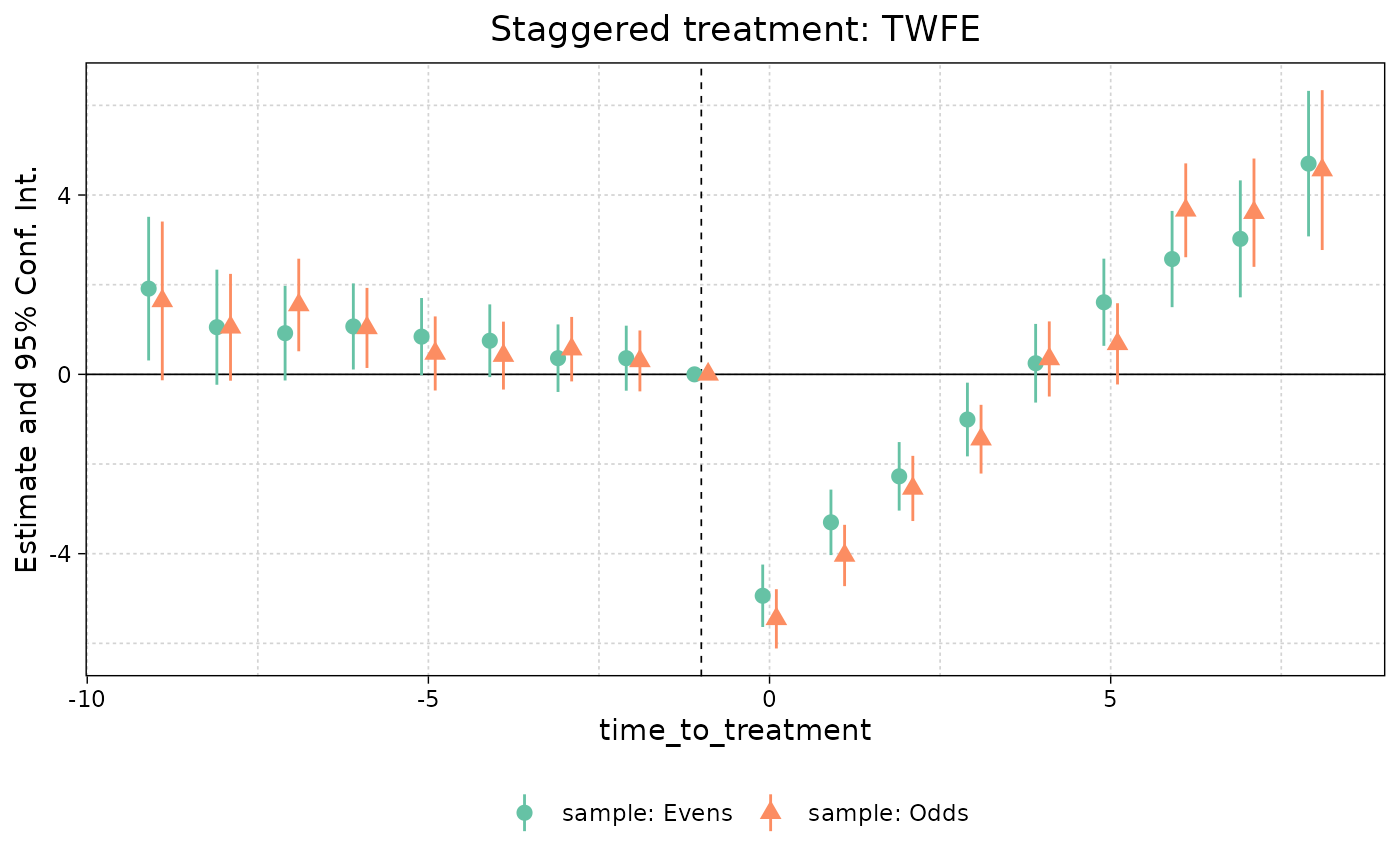 Staggered treatment: TWFE
Estimate and 95% Conf. Int.
4
0
-4
-10
-5
0
5
time_to_treatment
sample: Evens
sample: Odds